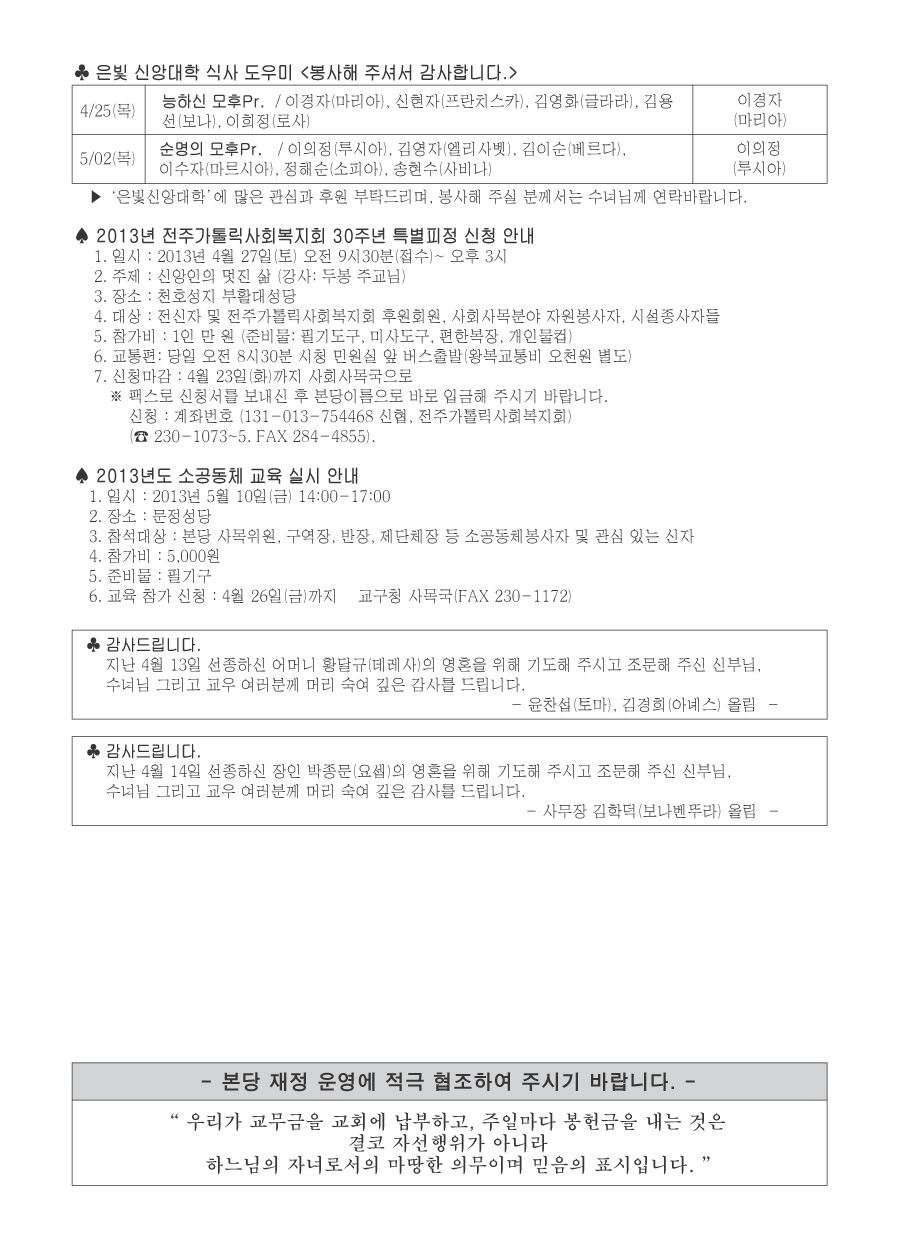 ♣ 은빛 신앙대학 식사 도우미 <봉사해 주셔서 감사합니다.>
4/25(목)
능하신 모후Pr. / 이경자(마리아), 신현자(프란치스카), 김영화(글라라), 김용
선(보나), 이희정(로사)
이경자
(마리아)
5/02(목)
순명의 모후Pr. / 이의정(루시아), 김영자(엘리사벳), 김이순(베르다),
이수자(마르시아), 정해순(소피아), 송현수(사비나)
이의정
(루시아)
▶ ‘은빛신앙대학’에 많은 관심과 후원 부탁드리며, 봉사해 주실 분께서는 수녀님께 연락바랍니다.
♠ 2013년 전주가톨릭사회복지회 30주년 특별피정 신청 안내
1. 일시 : 2013년 4월 27일(토) 오전 9시30분(접수)~ 오후 3시
2. 주제 : 신앙인의 멋진 삶 (강사: 두봉 주교님)
3. 장소 : 천호성지 부활대성당
4. 대상 : 전신자 및 전주가톨릭사회복지회 후원회원, 사회사목분야 자원봉사자, 시설종사자들
5. 참가비 : 1인 만 원 (준비물: 필기도구, 미사도구, 편한복장, 개인물컵)
6. 교통편: 당일 오전 8시30분 시청 민원실 앞 버스출발(왕복교통비 오천원 별도)
7. 신청마감 : 4월 23일(화)까지 사회사목국으로
※ 팩스로 신청서를 보내신 후 본당이름으로 바로 입금해 주시기 바랍니다.
신청 : 계좌번호 (131-013-754468 신협, 전주가톨릭사회복지회)
(☎ 230-1073~5. FAX 284-4855).
♠ 2013년도 소공동체 교육 실시 안내
1. 일시 : 2013년 5월 10일(금) 14:00-17:00
2. 장소 : 문정성당
3. 참석대상 : 본당 사목위원, 구역장, 반장, 제단체장 등 소공동체봉사자 및 관심 있는 신자
4. 참가비 : 5,000원
5. 준비물 : 필기구
6. 교육 참가 신청 : 4월 26일(금)까지 교구청 사목국(FAX 230-1172)
♣ 감사드립니다.
지난 4월 13일 선종하신 어머니 황달규(데레사)의 영혼을 위해 기도해 주시고 조문해 주신 신부님,
수녀님 그리고 교우 여러분께 머리 숙여 깊은 감사를 드립니다.
- 윤찬섭(토마), 김경희(아녜스) 올림 -
♣ 감사드립니다.
지난 4월 14일 선종하신 장인 박종문(요셉)의 영혼을 위해 기도해 주시고 조문해 주신 신부님,
수녀님 그리고 교우 여러분께 머리 숙여 깊은 감사를 드립니다.
- 사무장 김학덕(보나벤뚜라) 올림 -
- 본당 재정 운영에 적극 협조하여 주시기 바랍니다. -
“ 우리가 교무금을 교회에 납부하고, 주일마다 봉헌금을 내는 것은
결코 자선행위가 아니라
하느님의 자녀로서의 마땅한 의무이며 믿음의 표시입니다. ”